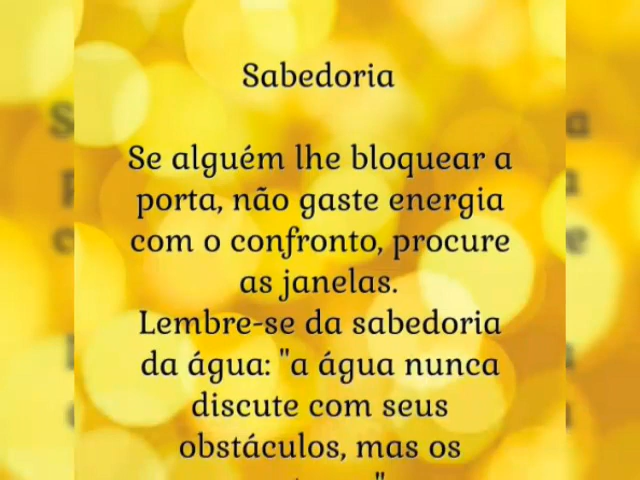 Sabedoria
Se alguém lhe bloquear a
porta, não gaste energia
com o confronto, procure
as janelas.
Lembre-se da sabedoria
da água: "a água nunca
discute com seus
obstáculos, mas os